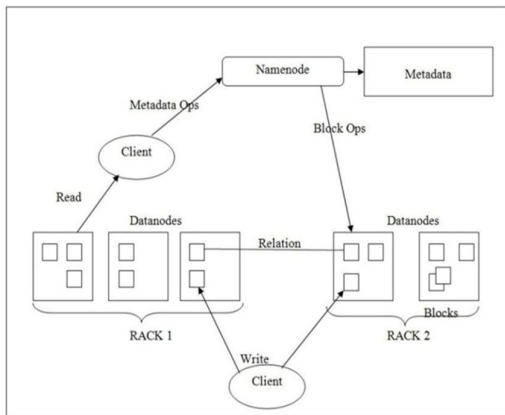 Namenode
Metadata
Metadata Ops
Block Ops
Client
Read
Datanodes
Datanodes
Relation
Blocks
RACK 1
RACK 2
Write
Client